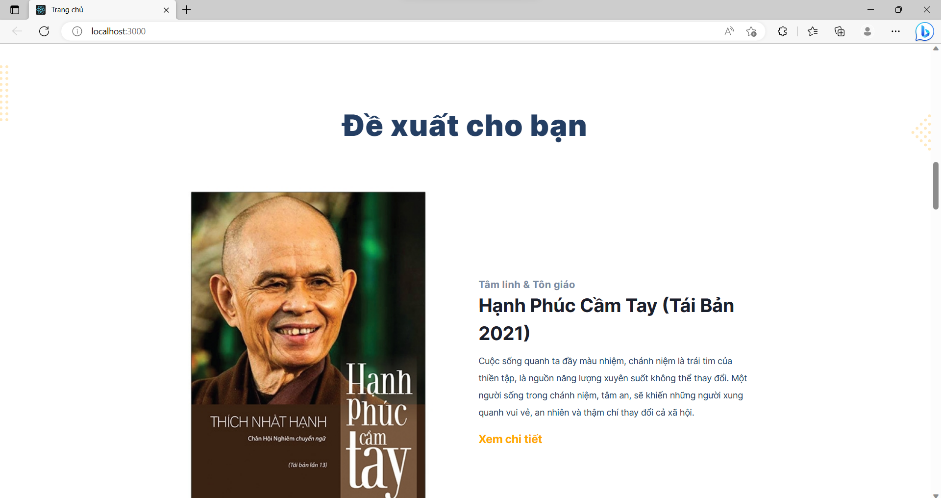 Trang chủ
localhost:3000
Đề xuất cho bạn
Hạnh
Phúc
cầm
tay
THÍCH NHẤT HẠNH
Chân Hội Nghiêm chuyển ngữ
(Tái bản lần 13)
Tâm linh & Tôn giáo
Hạnh Phúc Cầm Tay (Tái Bản
2021)
Cuộc sống quanh ta đầy màu nhiệm, chánh niệm là trái tim của
thiền tập, là nguồn năng lượng xuyên suốt không thể thay đổi. Một
người sống trong chánh niệm, tâm an, sẽ khiến những người xung
quanh vui vẻ, an nhiên và thậm chí thay đổi cả xã hội.
Xem chi tiết